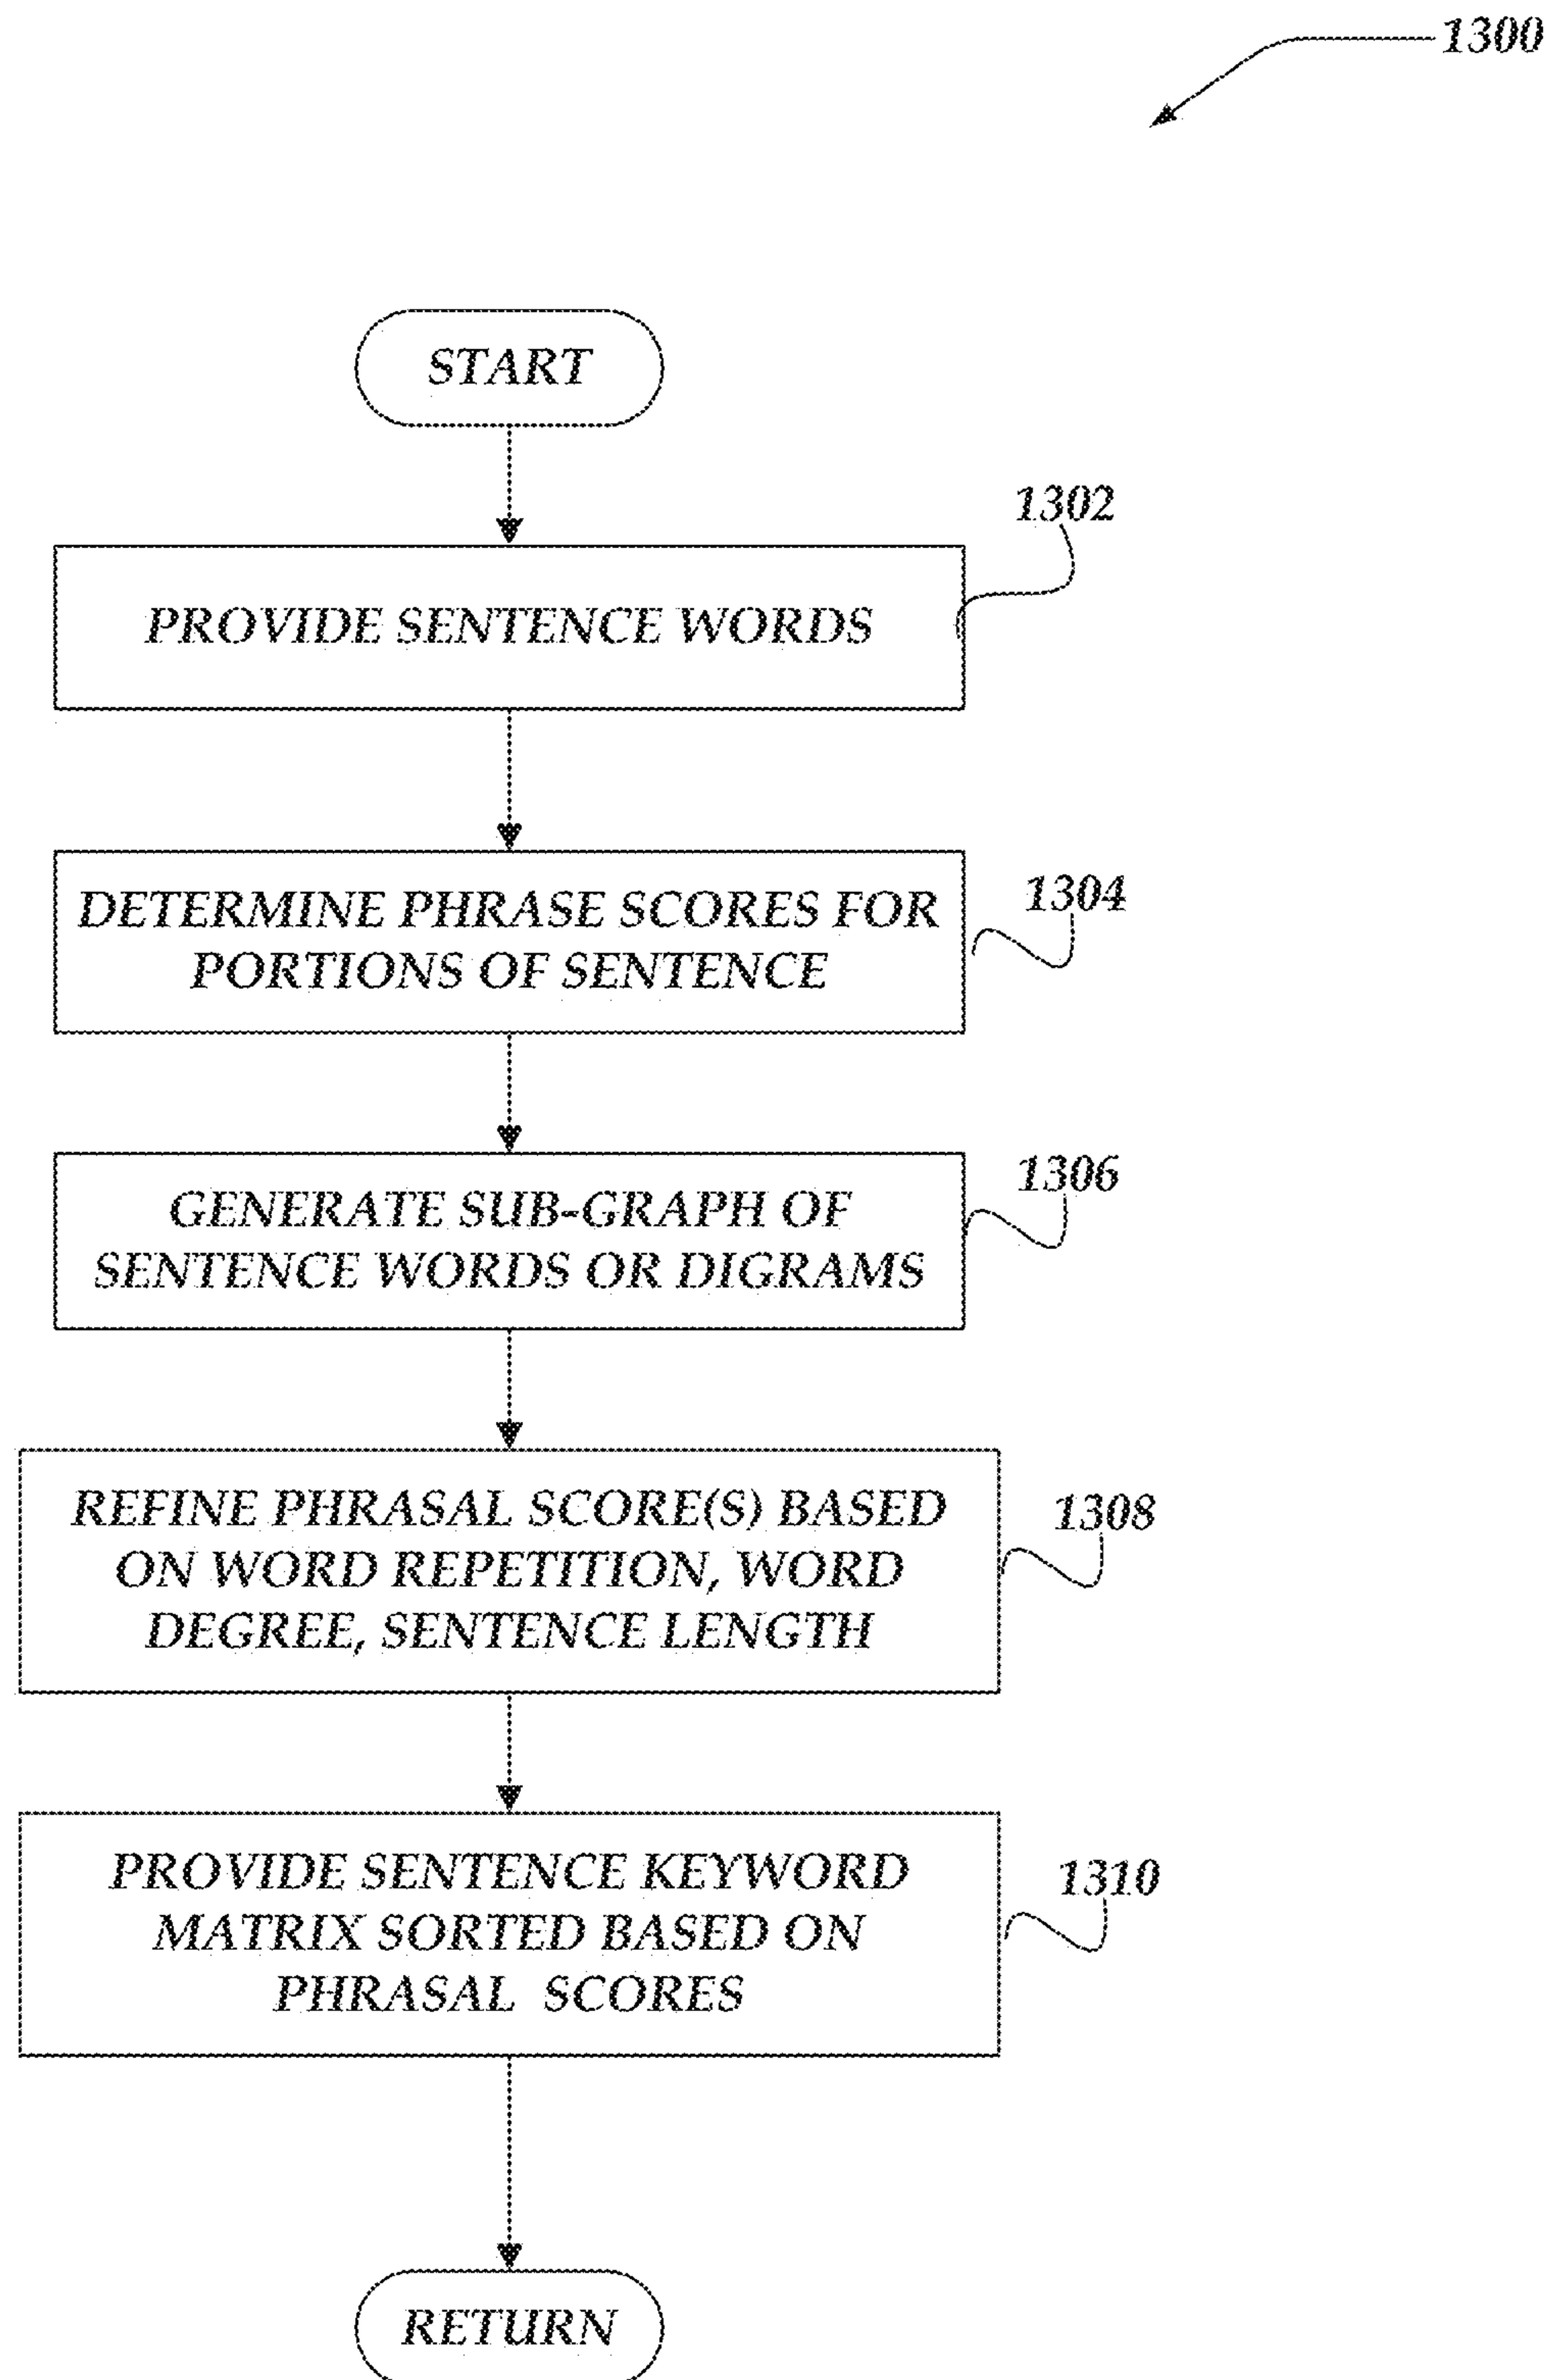 1300
START
1302
PROVIDE SENTENCE WORDS
1304
DETERMINE PHRASE SCORES FOR
PORTIONS OF SENTENCE
1306
GENERATE SUB-GRAPH OF
SENTENCE WORDS OR DIGRAMS
1308
REFINE PHRASAL SCORE(S) BASED
ON WORD REPETITION, WORD
DEGREE, SENTENCE LENGTH
1310
PROVIDE SENTENCE KEYWORD
MATRIX SORTED BASED ON
PHRASAL SCORES
RETURN